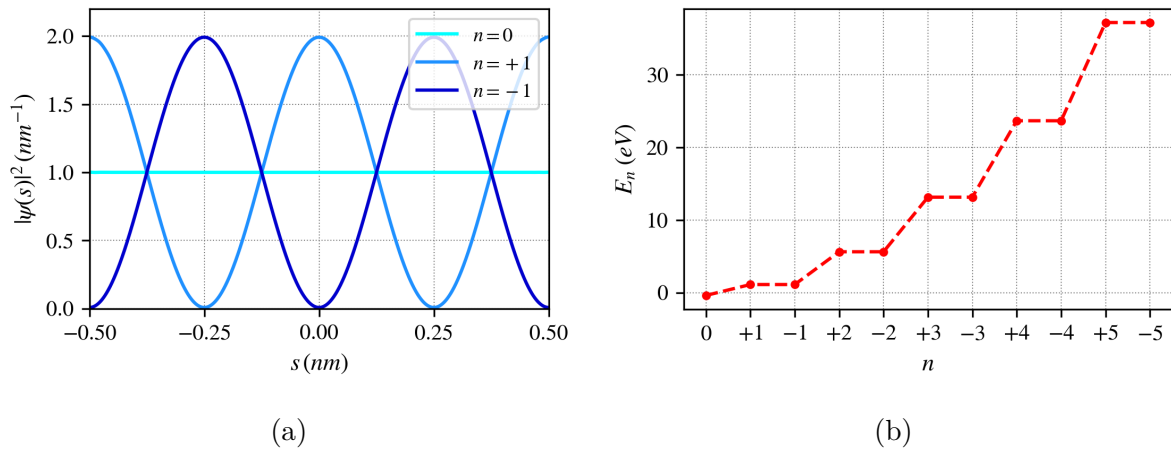 2.0
1.5
1.0
0.5
0.0
|ψ(s)|² (nm⁻¹)
n = 0
n = +1
n = −1
−0.50 −0.25 0.00 0.25 0.50
s (nm)
(a)
30
20
10
0
Eₙ (eV)
0 +1 −1 +2 −2 +3 −3 +4 −4 +5 −5
n
(b)